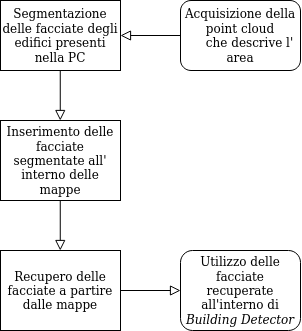 Segmentazione
delle facciate degli
edifici presenti
nella PC
Acquisizione della
point cloud
che descrive l'
area
Inserimento delle
facciate
segmentate all'
interno delle
mappe
Recupero delle
facciate a partire
dalle mappe
Utilizzo delle
facciate
recuperate
all'interno di
Building Detector